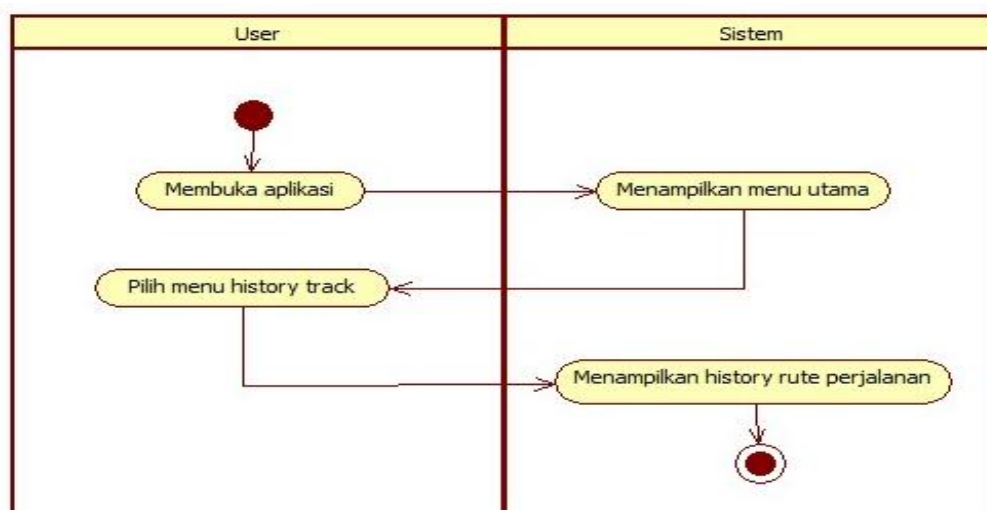 User
Sistem
Membuka aplikasi
Menampilkan menu utama
Pilih menu history track
Menampilkan history rute perjalanan